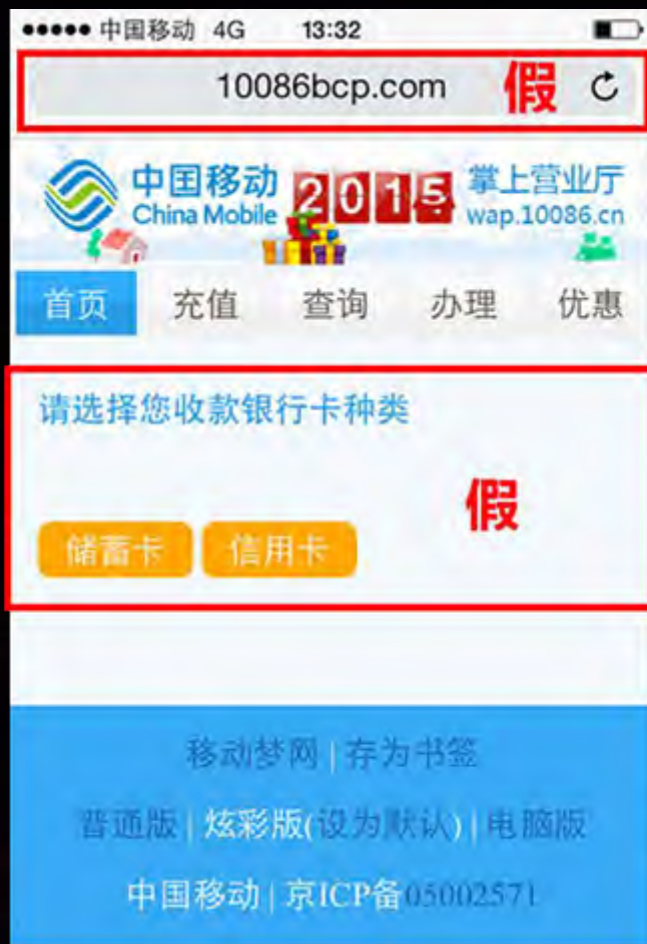 中国移动 4G 13:32
10086bcp.com 假
中国移动 2015 掌上营业厅
China Mobile wap.10086.cn
首页 充值 查询 办理 优惠
请选择您收款银行卡种类
假
储蓄卡 信用卡
移动梦网 | 存为书签
普通版 | 炫彩版(设为默认) | 电脑版
中国移动 | 京ICP备05002571